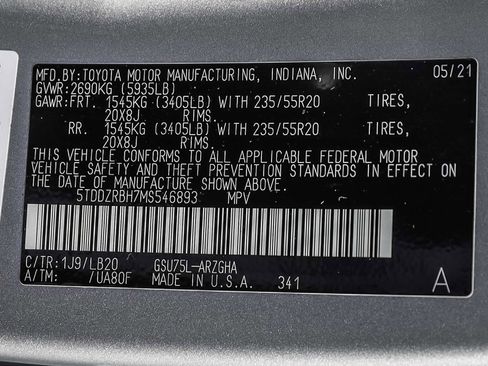 MFD.BY:TOYOTA MOTOR MANUFACTURING, INDIANA, INC. 05/21
GVWR:2690KG (5935LB)
GAWR:FRT. 1545KG (3405LB) WITH 235/55R20 TIRES,
20X8J RIMS.
RR. 1545KG (3405LB) WITH 235/55R20 TIRES,
20X8J RIMS.
THIS VEHICLE CONFORMS TO ALL APPLICABLE FEDERAL MOTOR
VEHICLE SAFETY AND THEFT PREVENTION STANDARDS IN EFFECT
ON THE DATE OF MANUFACTURE SHOWN ABOVE.
5TDDZRBH7MS546893 MPV
C/TR:1J9/LB20 GSU75L-ARZGHA
A/TM: /UA80F MADE IN U.S.A. 341 A